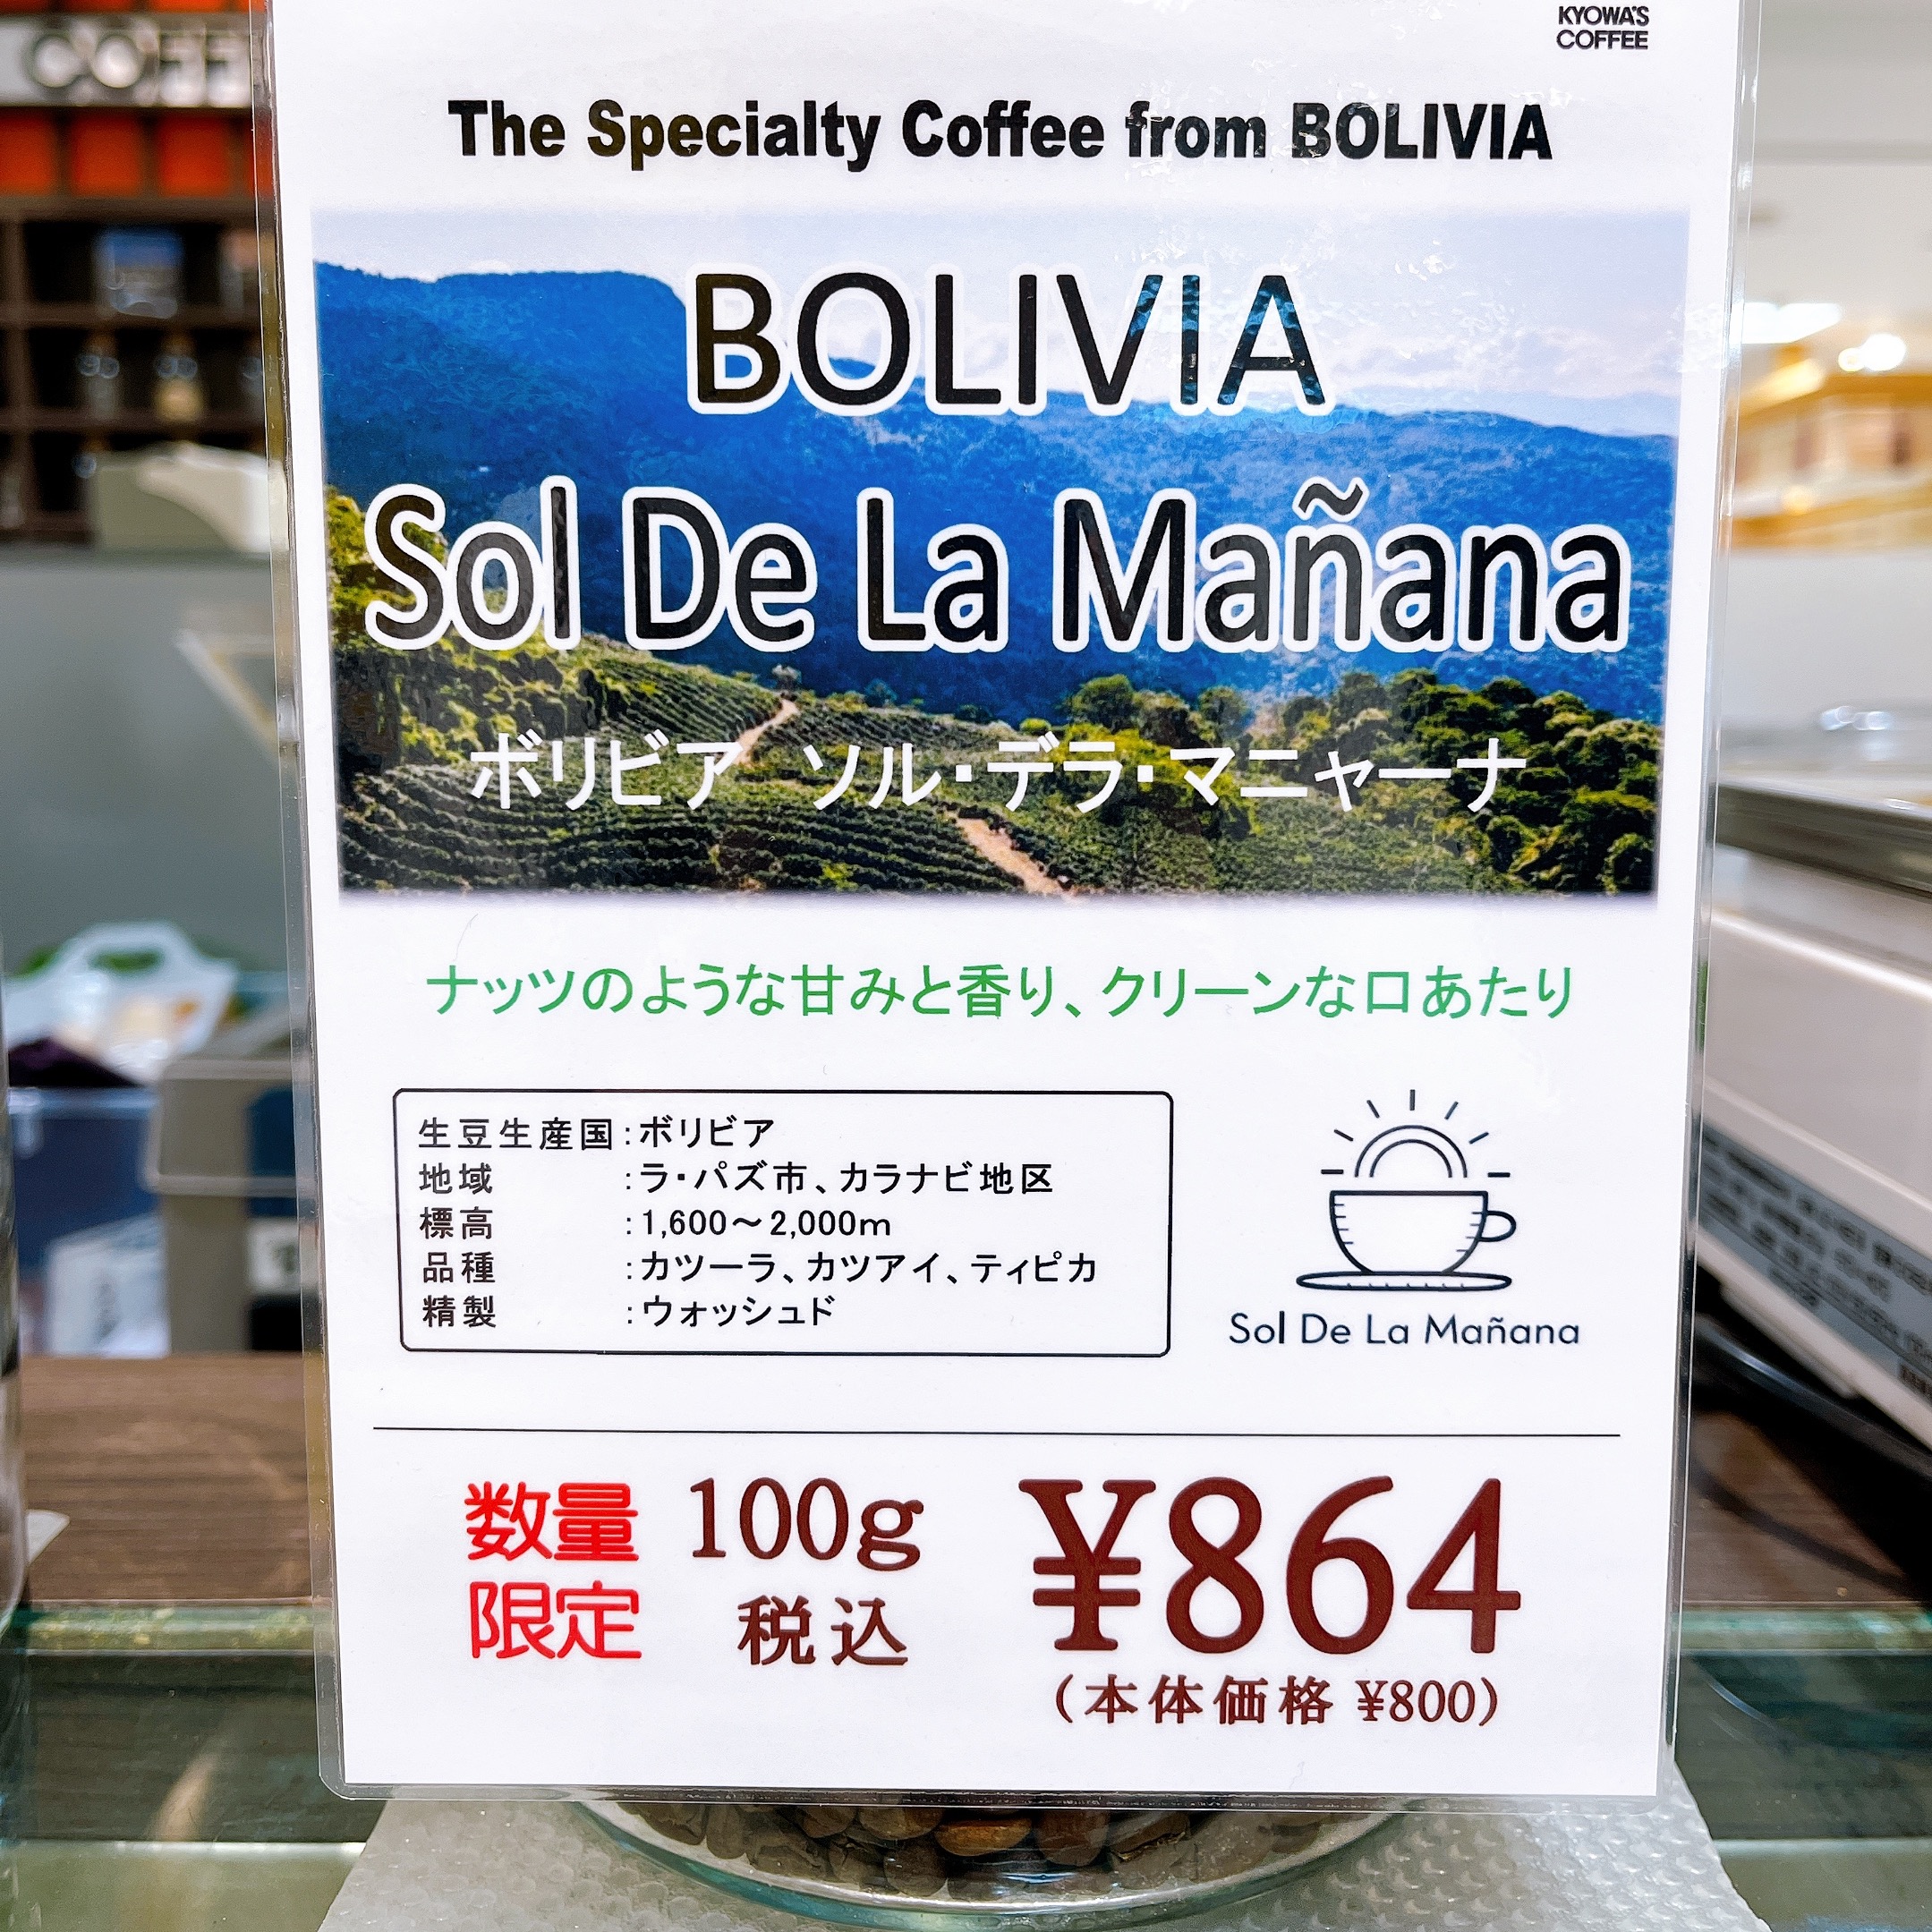 KYOWA'S
COFFEE
COFF
The Specialty Coffee from BOLIVIA
BOLIVIA
Sol De La Mañana
ボリビア ソル・デラ・マニャーナ
ナッツのような甘みと香り、クリーンな口あたり
生豆生産国:ボリビア
地域:ラ・パズ市、カラナビ地区
標高:1,600～2,000m
品種:カツーラ、カツアイ、ティピカ
精製:ウォッシュド
Sol De La Mañana
数量限定
100g
税込
¥864
(本体価格 ¥800)